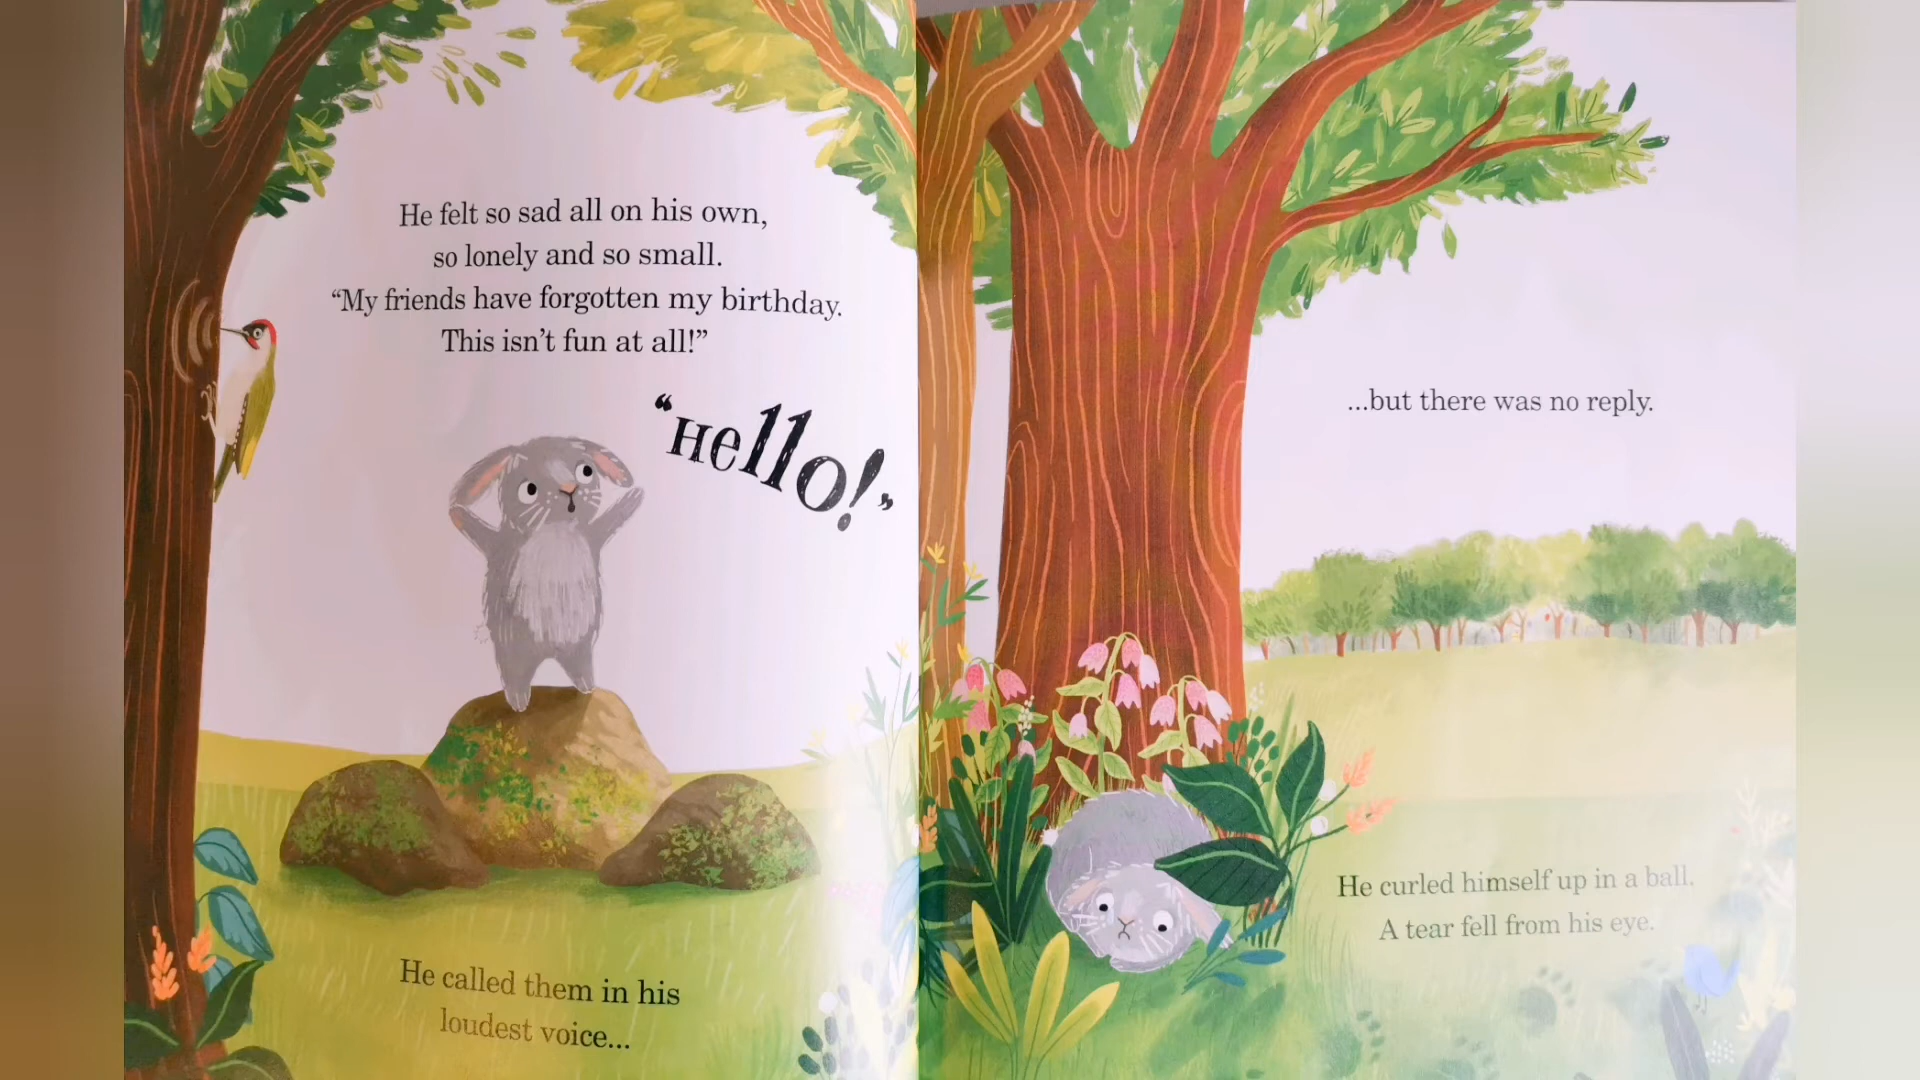 He felt so sad all on his own,
so lonely and so small.
“My friends have forgotten my birthday.
This isn’t fun at all!”
“Hello!”
He called them in his
loudest voice...
...but there was no reply.
He curled himself up in a ball.
A tear fell from his eye.